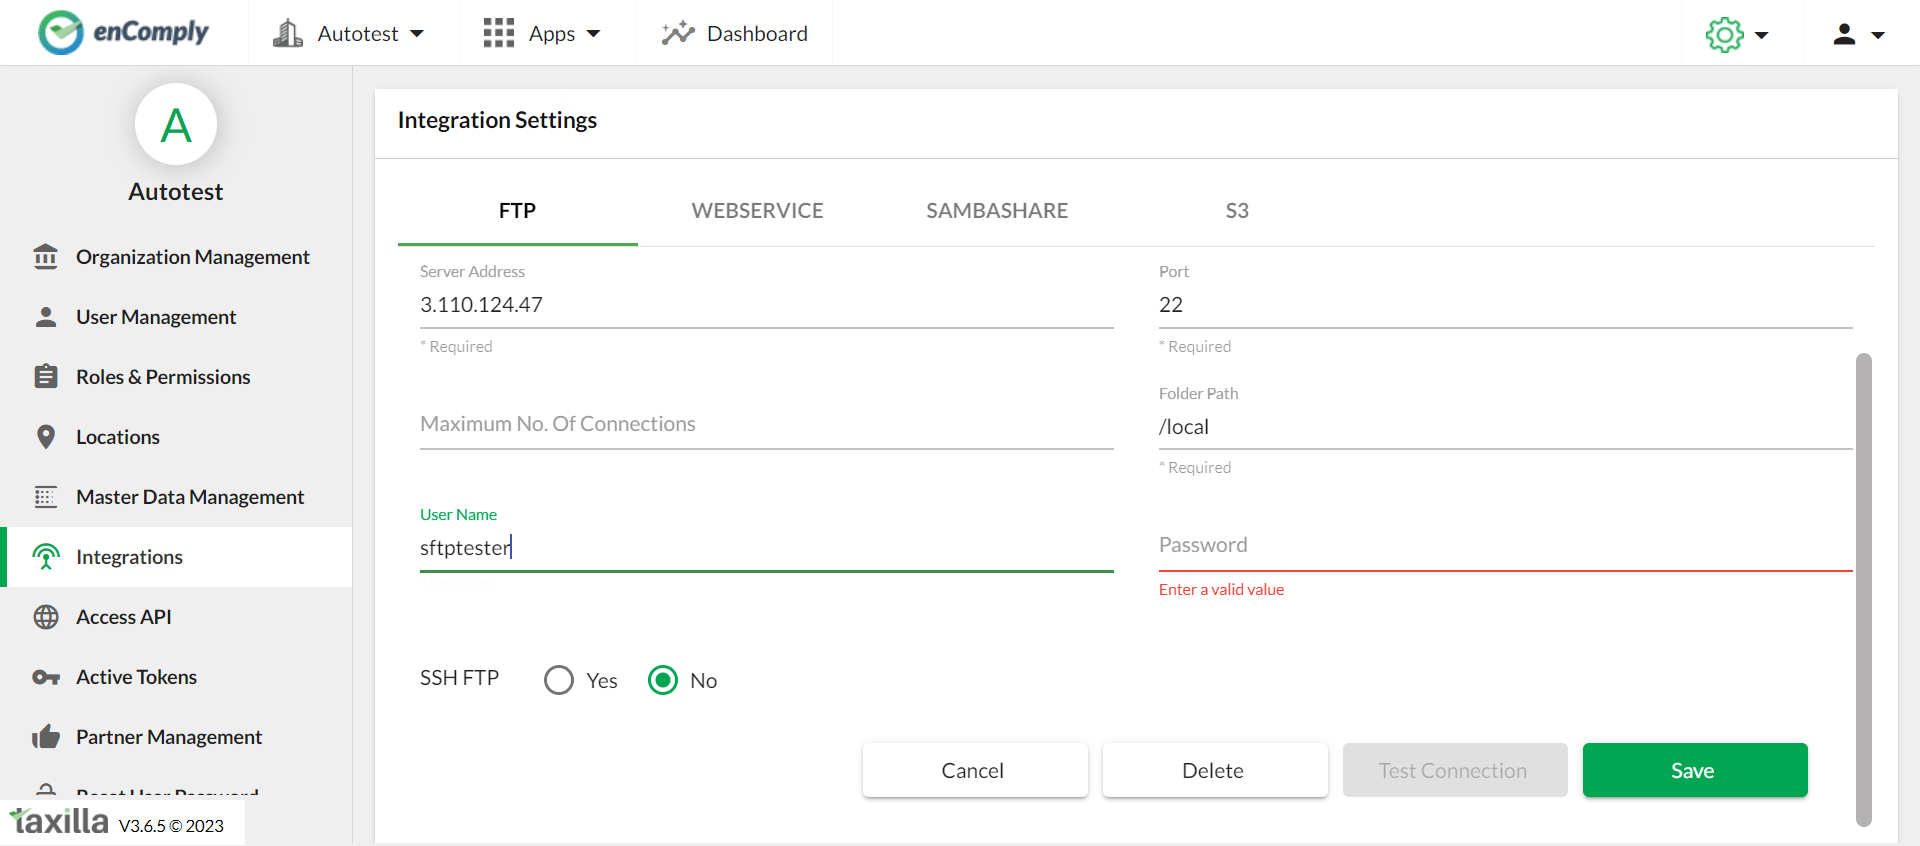 enComply
Autotest
Apps
Dashboard
A
Autotest
Organization Management
User Management
Roles & Permissions
Locations
Master Data Management
Integrations
Access API
Active Tokens
Partner Management
Reset User Password
taxilla V3.6.5 © 2023
Integration Settings
FTP WEBSERVICE SAMBASHARE S3
Server Address
3.110.124.47
* Required
Port
22
* Required
Maximum No. Of Connections
Folder Path
/local
* Required
User Name
sftptester
Password
Enter a valid value
SSH FTP Yes No
Cancel Delete Test Connection Save